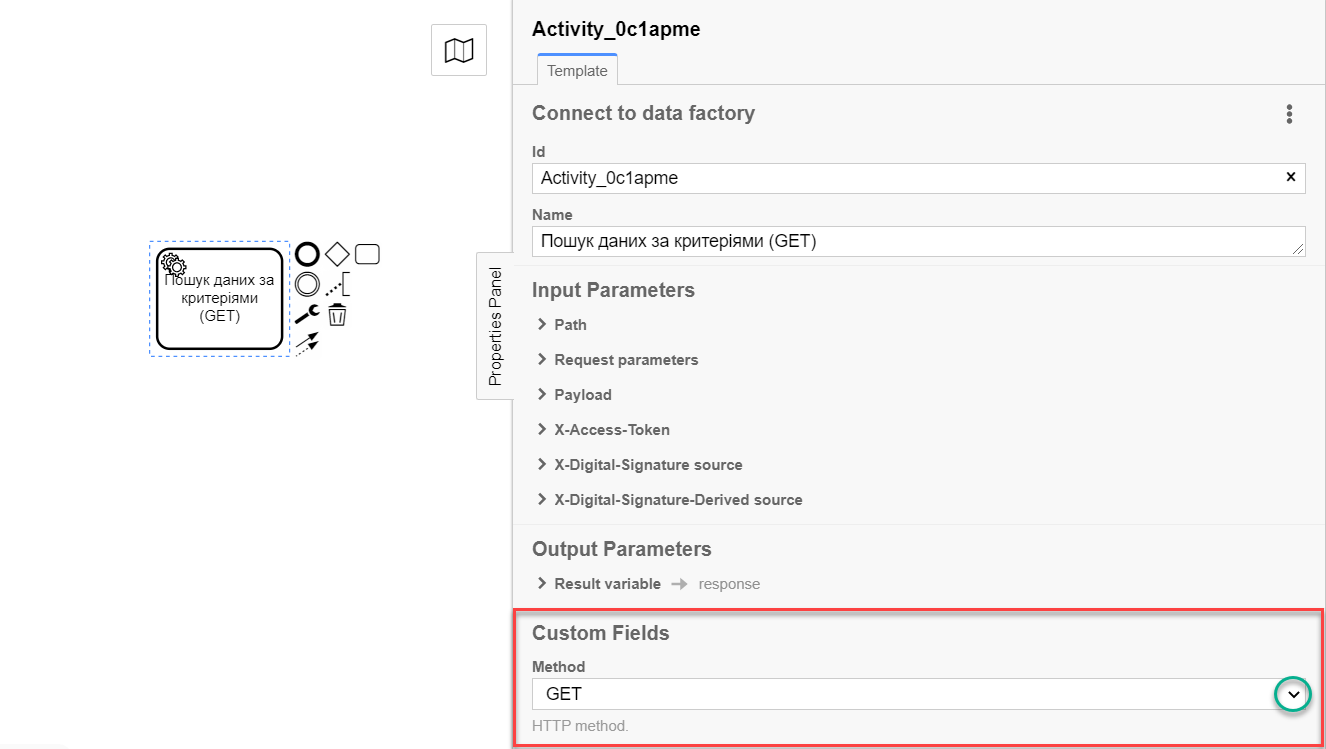 Пошук даних за
критеріями
(GET)
Properties Panel
Activity_0c1apme
Template
Connect to data factory
Id
Activity_0c1apme
Name
Пошук даних за критеріями (GET)
Input Parameters
Path
Request parameters
Payload
X-Access-Token
X-Digital-Signature source
X-Digital-Signature-Derived source
Output Parameters
Result variable response
Custom Fields
Method
GET
HTTP method.